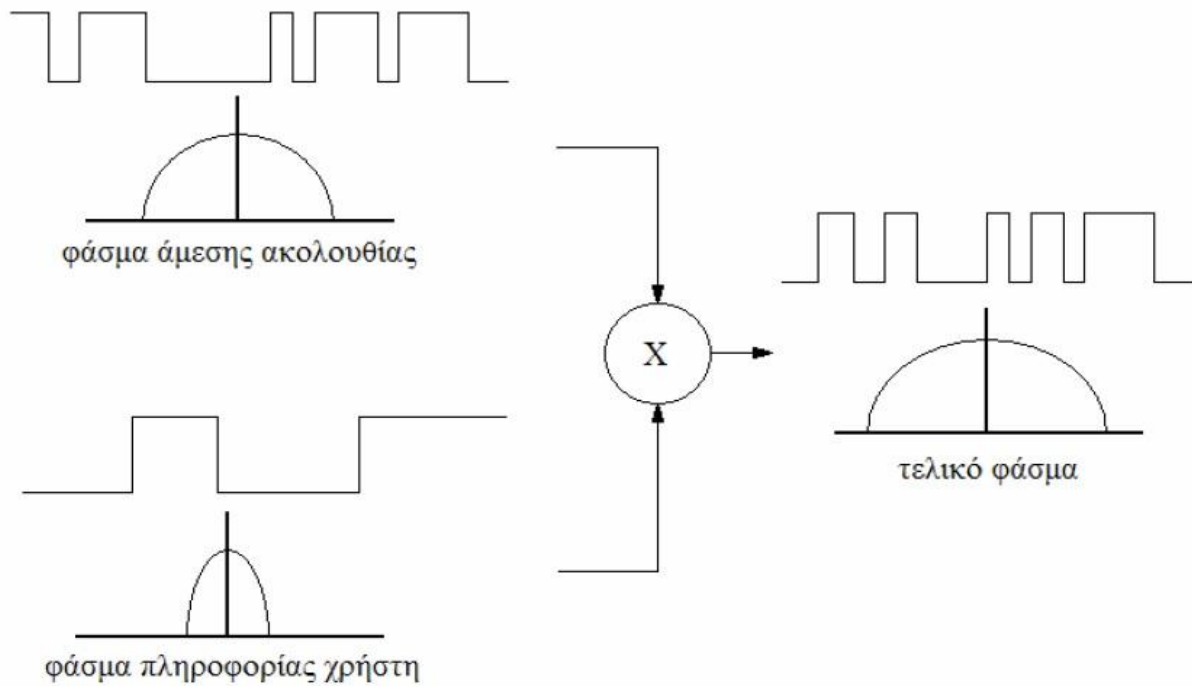 φάσμα άμεσης ακολουθίας
X
τελικό φάσμα
φάσμα πληροφορίας χρήστη